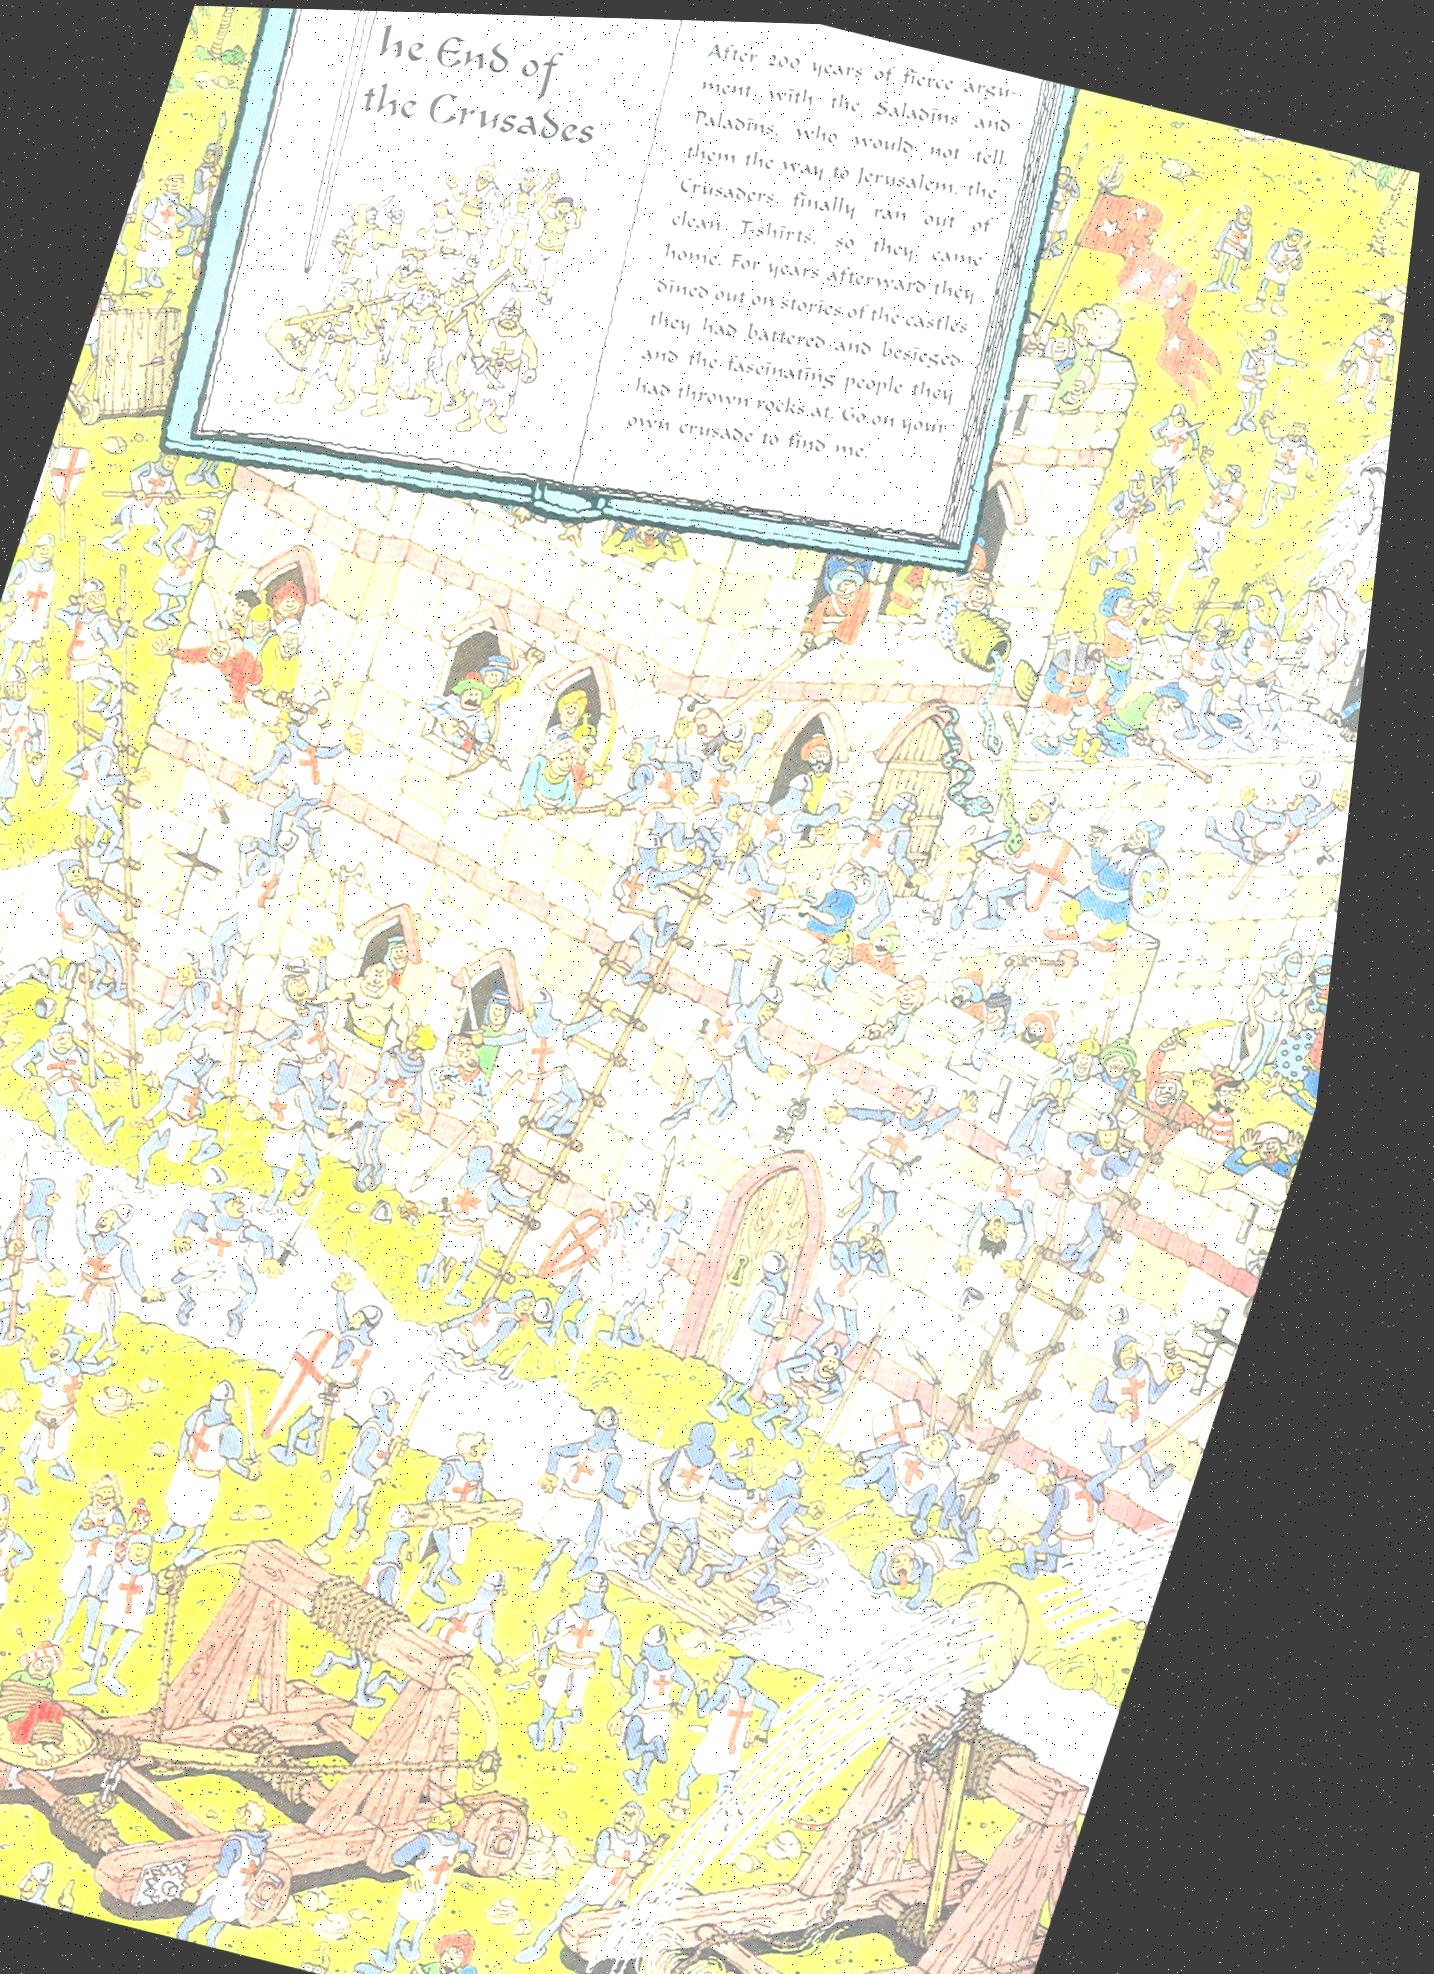 he End of
the Crusades
After 200 years of fierce argu-
ment with the Saladins and
Paladins, who would not tell
them the way to Jerusalem, the
Crusaders finally ran out of
clean T-shirts, so they came
home. For years afterward they
dined out on stories of the castles
they had battered and besieged
and the fascinating people they
had thrown rocks at. Go on your
own crusade to find me.